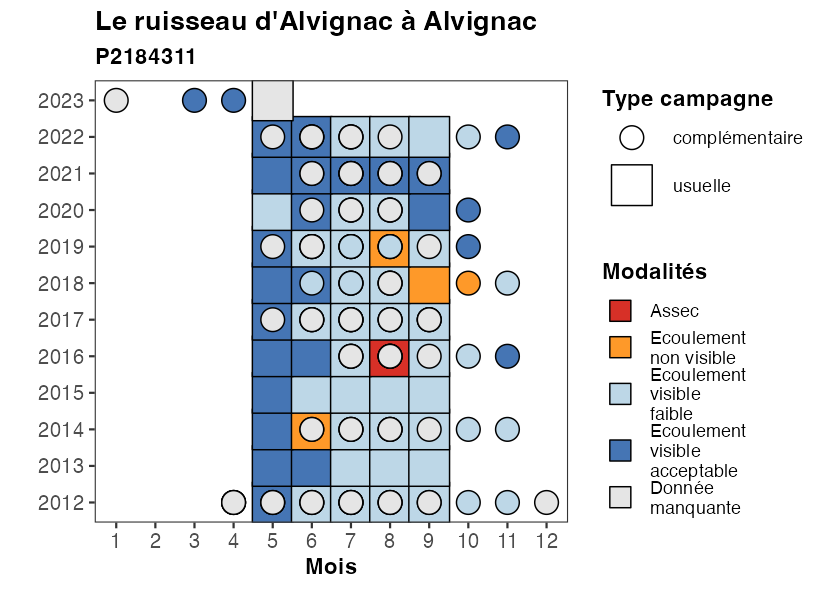 Le ruisseau d'Alvignac à Alvignac
P2184311
2023
2022
2021
2020
2019
2018
2017
2016
2015
2014
2013
2012
1 2 3 4 5 6 7 8 9 10 11 12
Mois
Type campagne
complémentaire
usuelle
Modalités
Assec
Ecoulement
non visible
Ecoulement
visible
faible
Ecoulement
visible
acceptable
Donnée
manquante